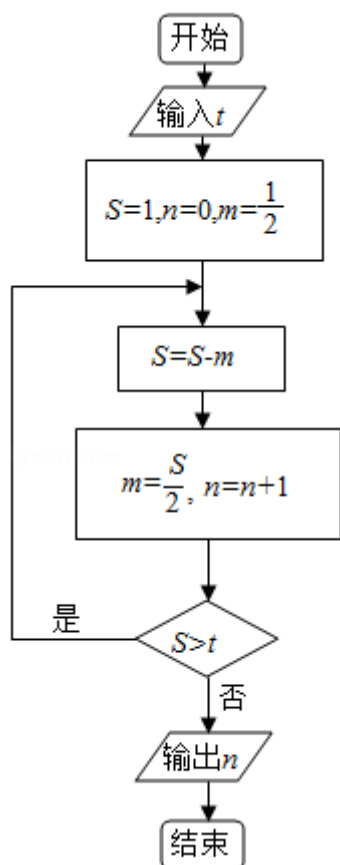 开始
输入t
S=1,n=0,m=1/2
S=S-m
m=S/2, n=n+1
是
S>t
否
输出n
结束